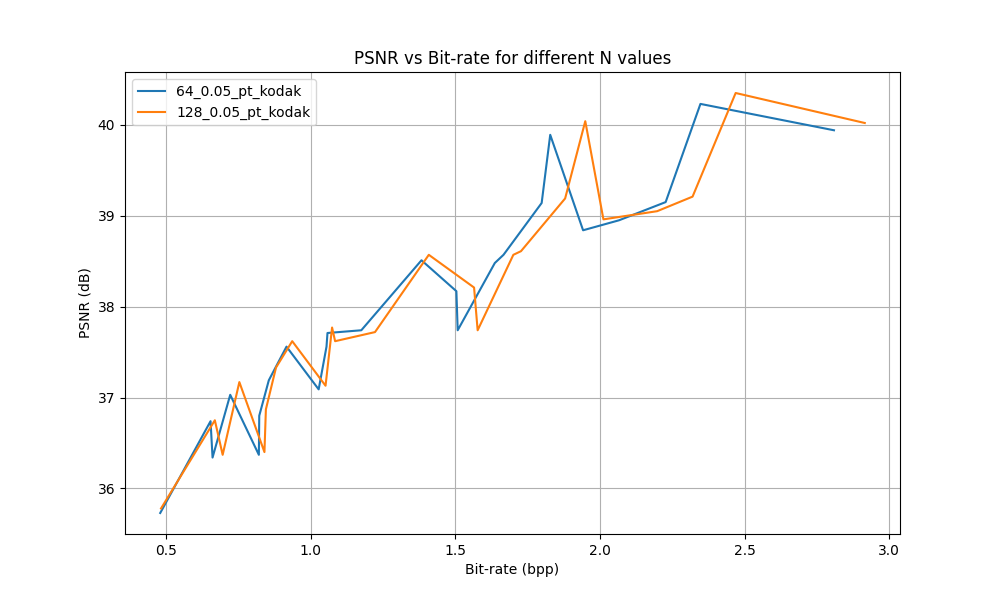 PSNR vs Bit-rate for different N values
64_0.05_pt_kodak
128_0.05_pt_kodak
PSNR (dB)
40
39
38
37
36
0.5 1.0 1.5 2.0 2.5 3.0
Bit-rate (bpp)